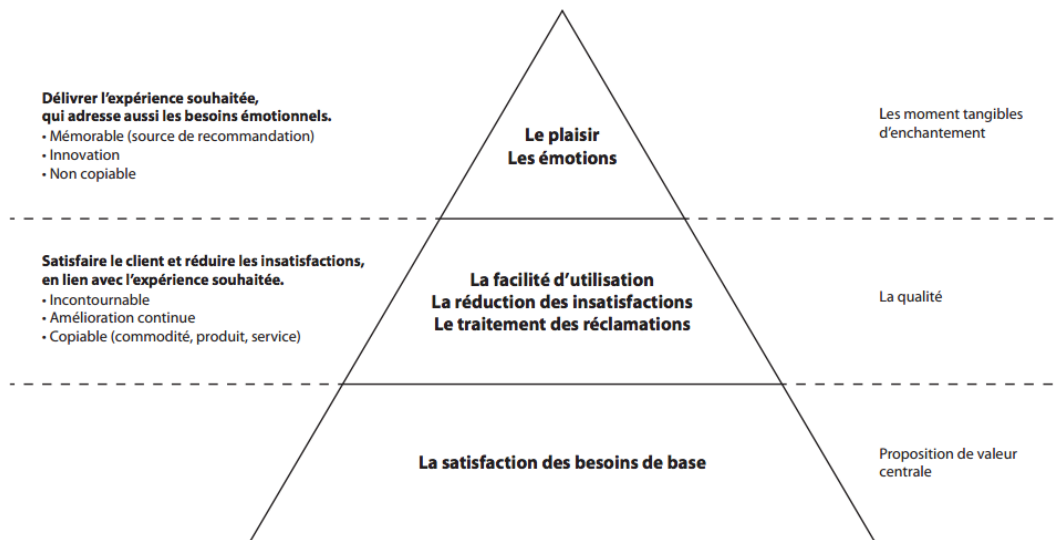 Délivrer l'expérience souhaitée,
qui adresse aussi les besoins émotionnels.
• Mémorable (source de recommandation)
• Innovation
• Non copiable
Le plaisir
Les émotions
Les moment tangibles
d'enchantement
Satisfaire le client et réduire les insatisfactions,
en lien avec l'expérience souhaitée.
• Incontournable
• Amélioration continue
• Copiable (commodité, produit, service)
La facilité d'utilisation
La réduction des insatisfactions
Le traitement des réclamations
La qualité
La satisfaction des besoins de base
Proposition de valeur
centrale